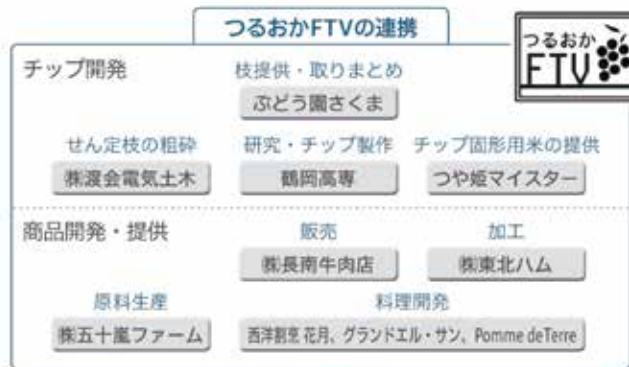 つるおかFTVの連携
つるおか
FTV
チップ開発
枝提供・取りまとめ
ぶどう園さくま
せん定枝の粗砕
研究・チップ製作
チップ固形用米の提供
㈱渡会電気土木
鶴岡高専
つや姫マイスター
商品開発・提供
販売
加工
㈱長南牛肉店
㈱東北ハム
原料生産
料理開発
㈱五十嵐ファーム
西洋割烹 花月、グランドエル・サン、Pomme deTerre